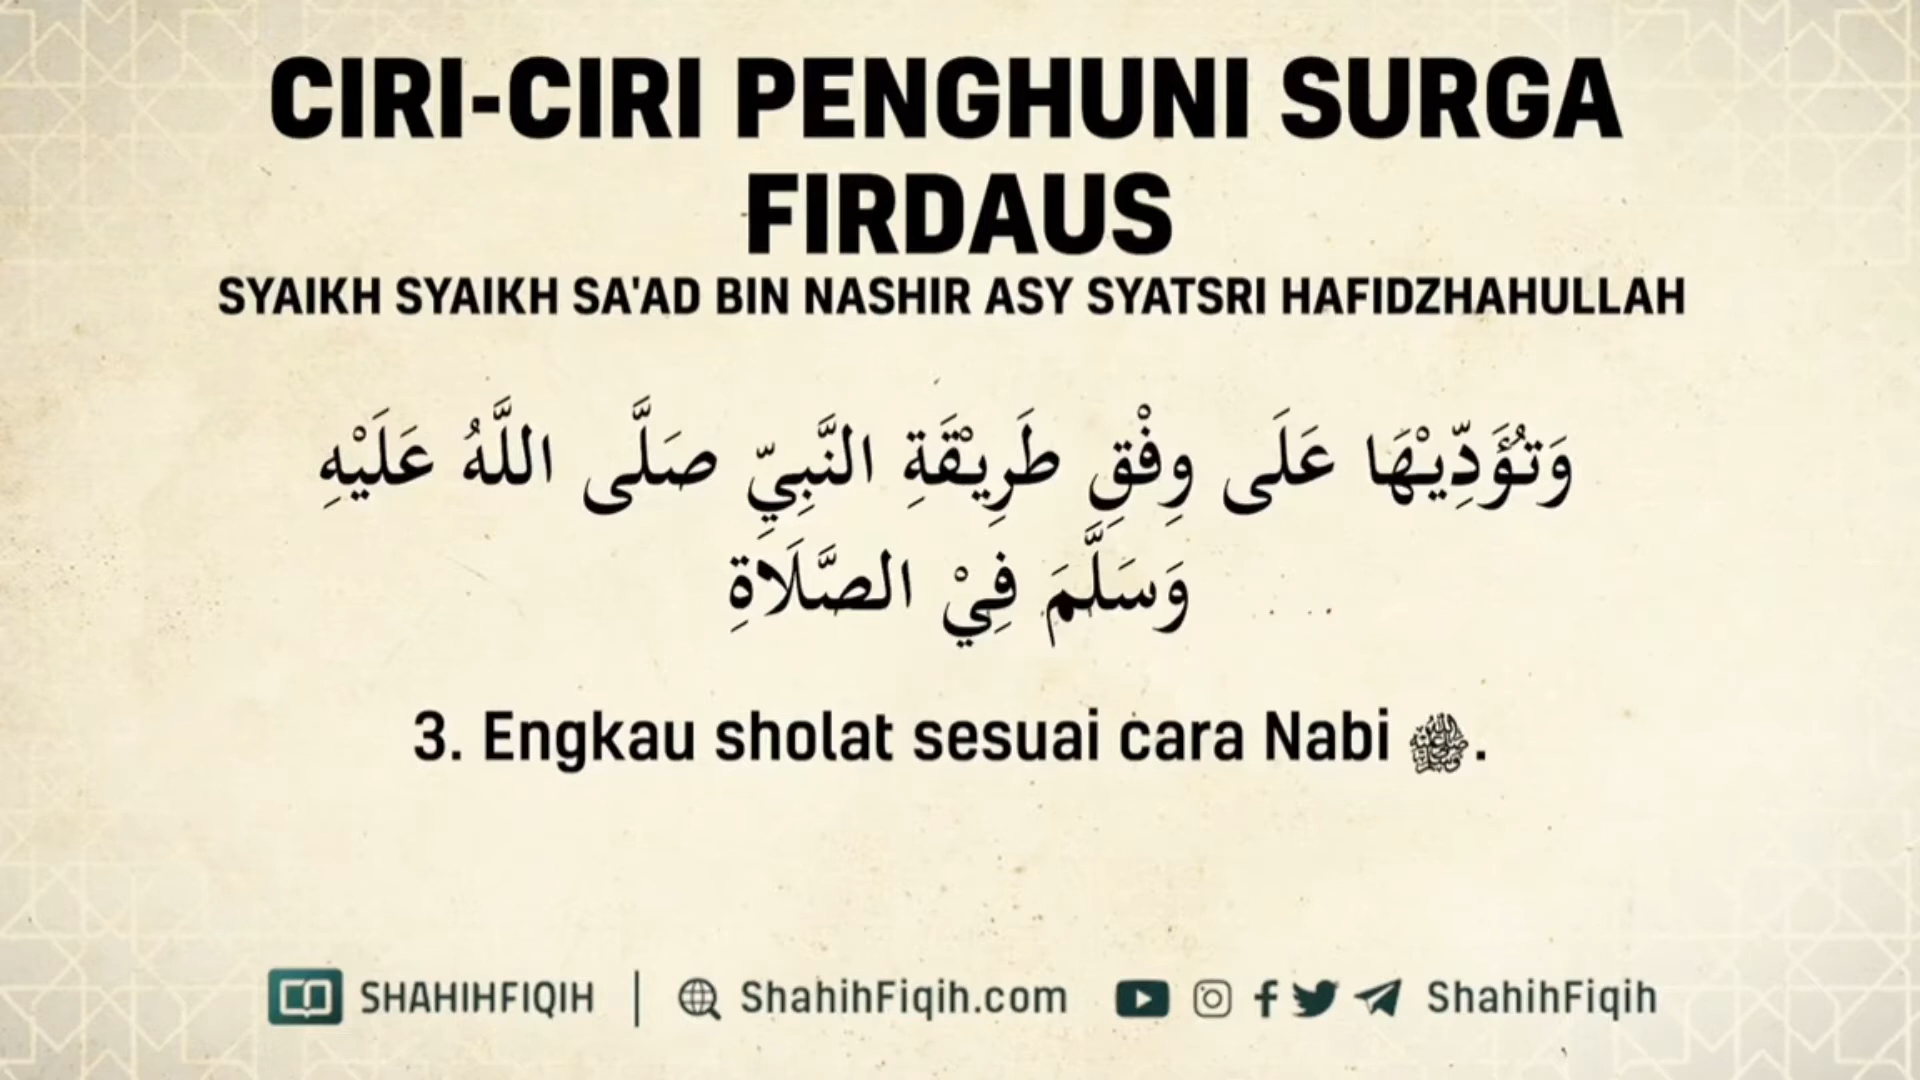 CIRI-CIRI PENGHUNI SURGA
FIRDAUS
SYAIKH SYAIKH SA'AD BIN NASHIR ASY SYATSRI HAFIDZHAHULLAH
وَتُؤَدِّيْهَا عَلَى وِفْقِ طَرِيْقَةِ النَّبِيِّ صَلَّى اللَّهُ عَلَيْهِ
وَسَلَّمَ فِيْ الصَّلَاةِ
3. Engkau sholat sesuai cara Nabi ﷺ.
SHAHIHFIQIH | ShahihFiqih.com ShahihFiqih